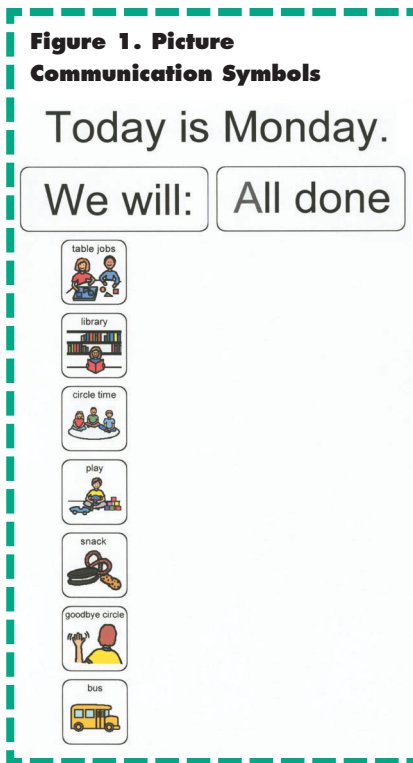 Figure 1. Picture
Communication Symbols
Today is Monday.
We will: All done
table jobs
library
circle time
play
snack
goodbye circle
bus